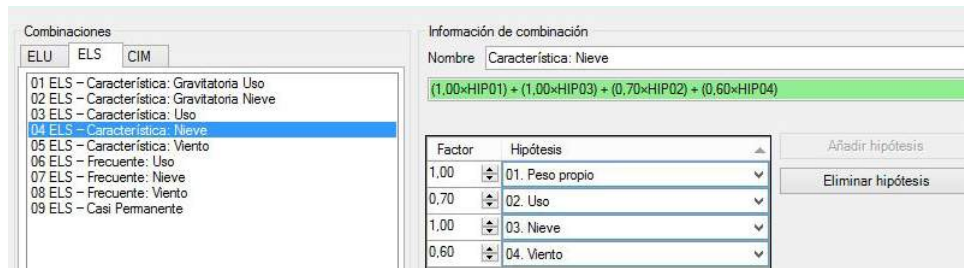 Combinaciones
ELU ELS CIM
01 ELS – Característica: Gravitatoria Uso
02 ELS – Característica: Gravitatoria Nieve
03 ELS – Característica: Uso
04 ELS – Característica: Nieve
05 ELS – Característica: Viento
06 ELS – Frecuente: Uso
07 ELS – Frecuente: Nieve
08 ELS – Frecuente: Viento
09 ELS – Casi Permanente
Información de combinación
Nombre Característica: Nieve
(1,00×HIP01) + (1,00×HIP03) + (0,70×HIP02) + (0,60×HIP04)
Factor Hipótesis
1,00 01. Peso propio
0,70 02. Uso
1,00 03. Nieve
0,60 04. Viento
Añadir hipótesis
Eliminar hipótesis